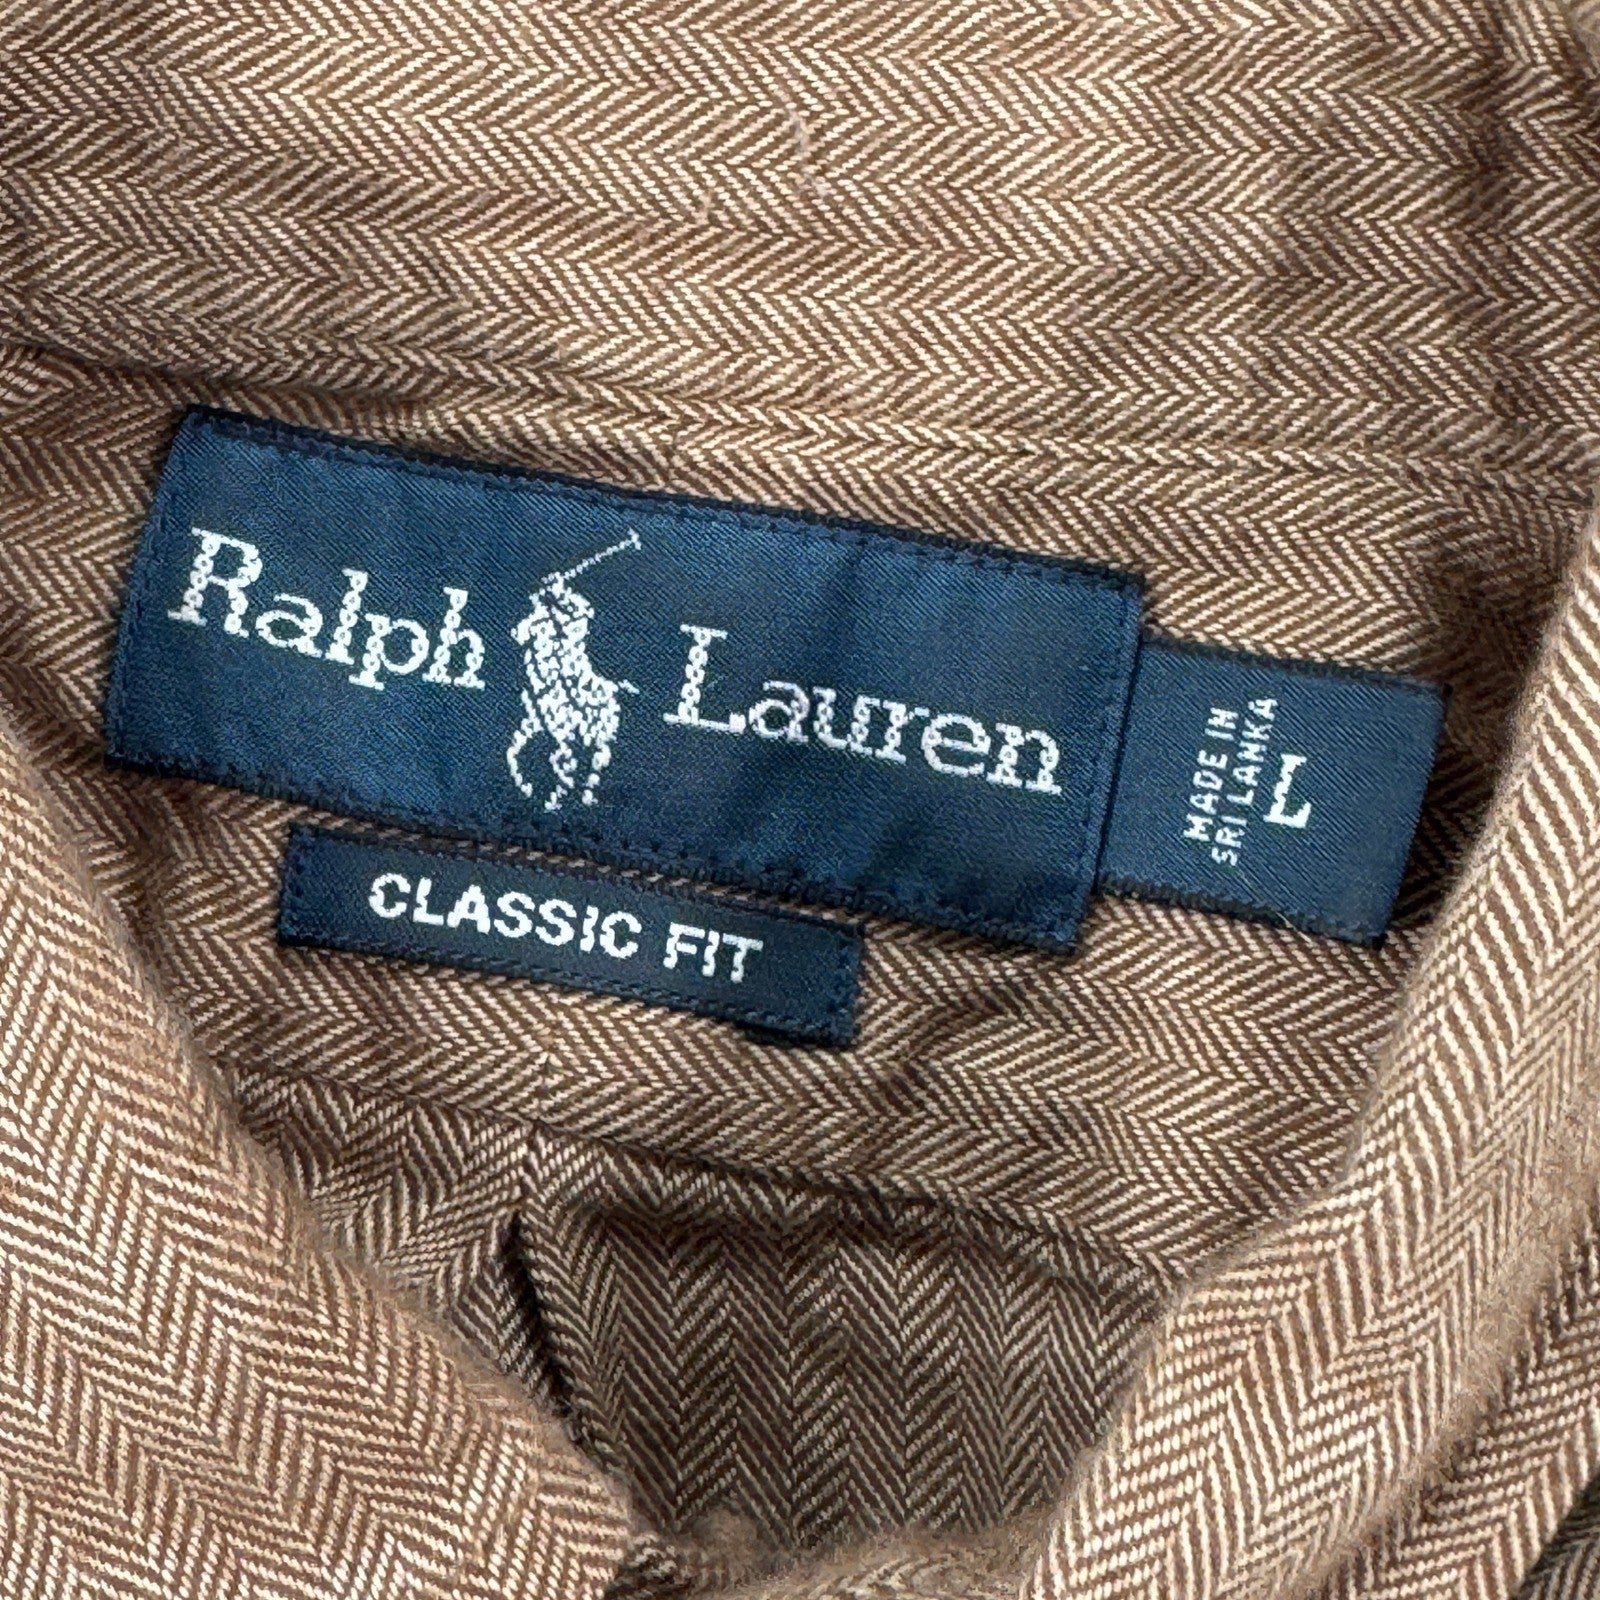 Ralph Lauren
CLASSIC FIT
MADE IN
SRI LANKA
L